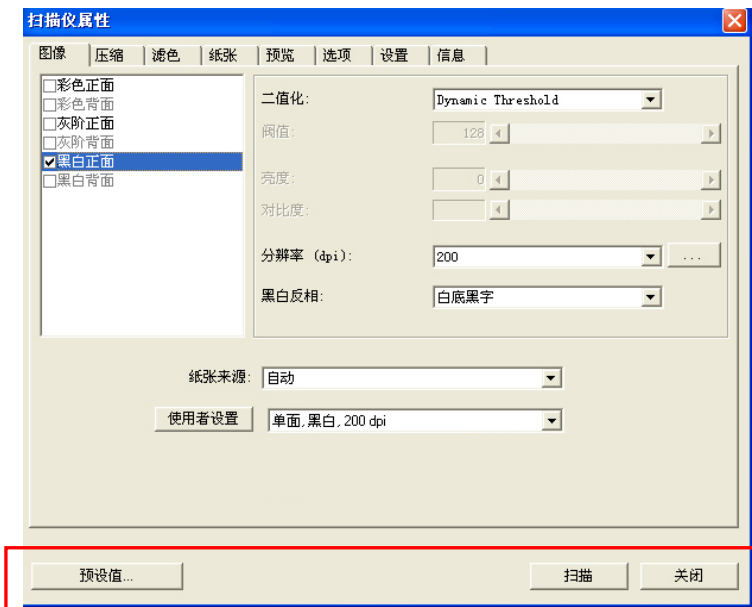 扫描仪属性
图像 压缩 滤色 纸张 预览 选项 设置 信息
彩色正面
彩色背面
灰阶正面
灰阶背面
黑白正面
黑白背面
二值化: Dynamic Threshold
阀值: 128
亮度: 0
对比度:
分辨率 (dpi): 200 ...
黑白反相: 白底黑字
纸张来源: 自动
使用者设置 单面,黑白,200 dpi
预设值... 扫描 关闭